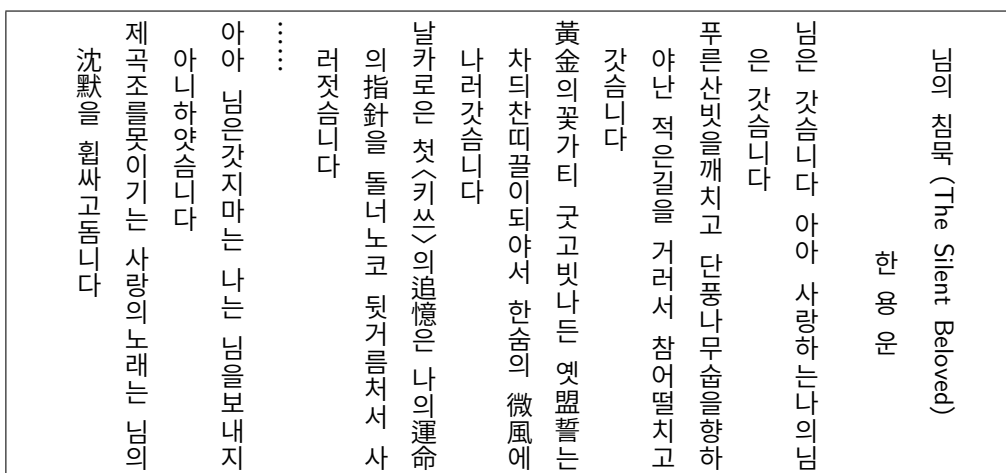 님의 침묵 (The Silent Beloved)
한 용 운
님은 갓슴니다 아아 사랑하는나의님
은 갓슴니다
푸른산빗을깨치고 단풍나무숩을향하
야난 적은길을 거러서 참어떨치고
갓슴니다
黃金의꽃가티 굿고빗나든 옛盟誓는
차듸찬띠끌이되야서 한숨의 微風에
나러갓슴니다
날카로은 첫〈키쓰〉의追憶은 나의運命
의指針을 돌너노코 뒷거름처서 사
러젓슴니다
……
아아 님은갓지마는 나는 님을보내지
아니하얏슴니다
제곡조를못이기는 사랑의노래는 님의
沈默을 휩싸고돔니다